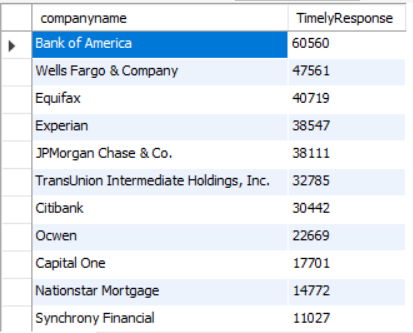 companyname TimelyResponse
Bank of America 60560
Wells Fargo & Company 47561
Equifax 40719
Experian 38547
JPMorgan Chase & Co. 38111
TransUnion Intermediate Holdings, Inc. 32785
Citibank 30442
Ocwen 22669
Capital One 17701
Nationstar Mortgage 14772
Synchrony Financial 11027